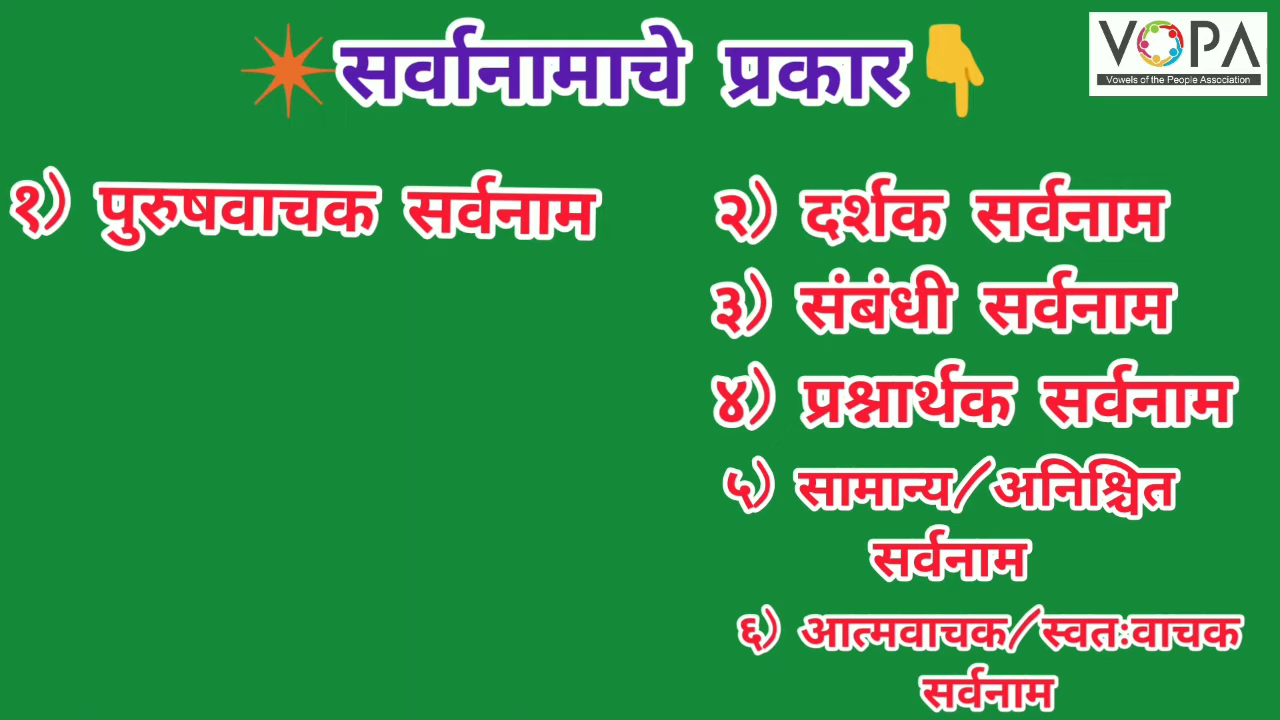 सर्वानामाचे प्रकार
VOPA
Vowels of the People Association
१) पुरुषवाचक सर्वनाम
२) दर्शक सर्वनाम
३) संबंधी सर्वनाम
४) प्रश्नार्थक सर्वनाम
५) सामान्य/अनिश्चित
सर्वनाम
६) आत्मवाचक/स्वतःवाचक
सर्वनाम